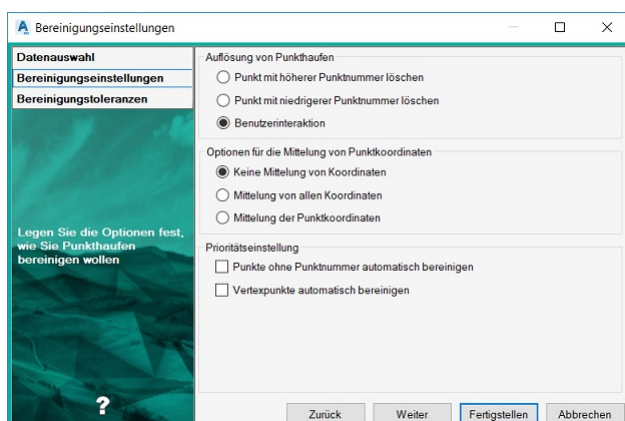 Bereinigungseinstellungen
Datenauswahl
Bereinigungseinstellungen
Bereinigungstoleranzen
Legen Sie die Optionen fest,
wie Sie Punkthaufen
bereinigen wollen
?
Auflösung von Punkthaufen
Punkt mit höherer Punktnummer löschen
Punkt mit niedrigerer Punktnummer löschen
Benutzerinteraktion
Optionen für die Mittelung von Punktkoordinaten
Keine Mittelung von Koordinaten
Mittelung von allen Koordinaten
Mittelung der Punktkoordinaten
Prioritätseinstellung
Punkte ohne Punktnummer automatisch bereinigen
Vertexpunkte automatisch bereinigen
Zurück Weiter Fertigstellen Abbrechen